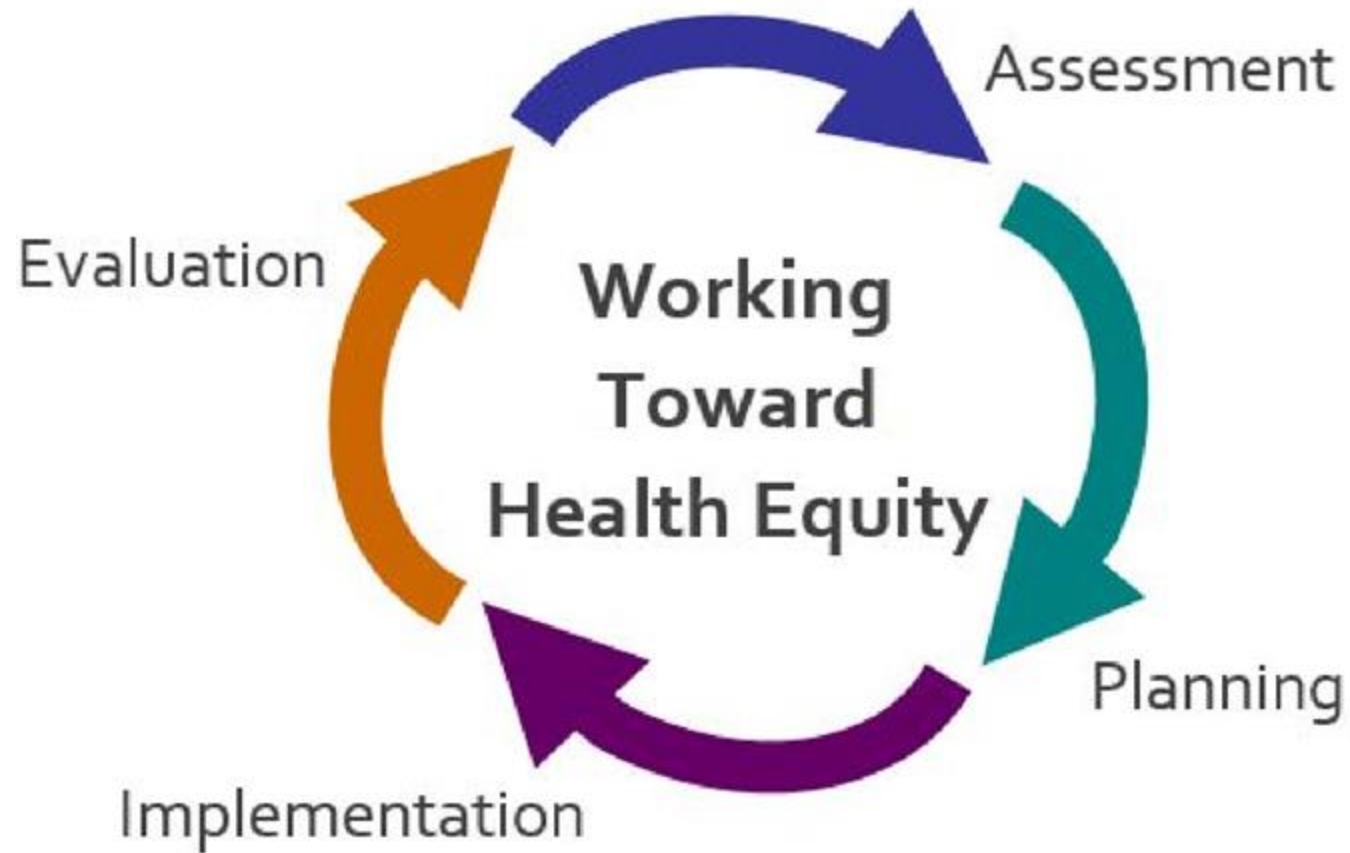 Assessment
Evaluation
Working
Toward
Health Equity
Planning
Implementation